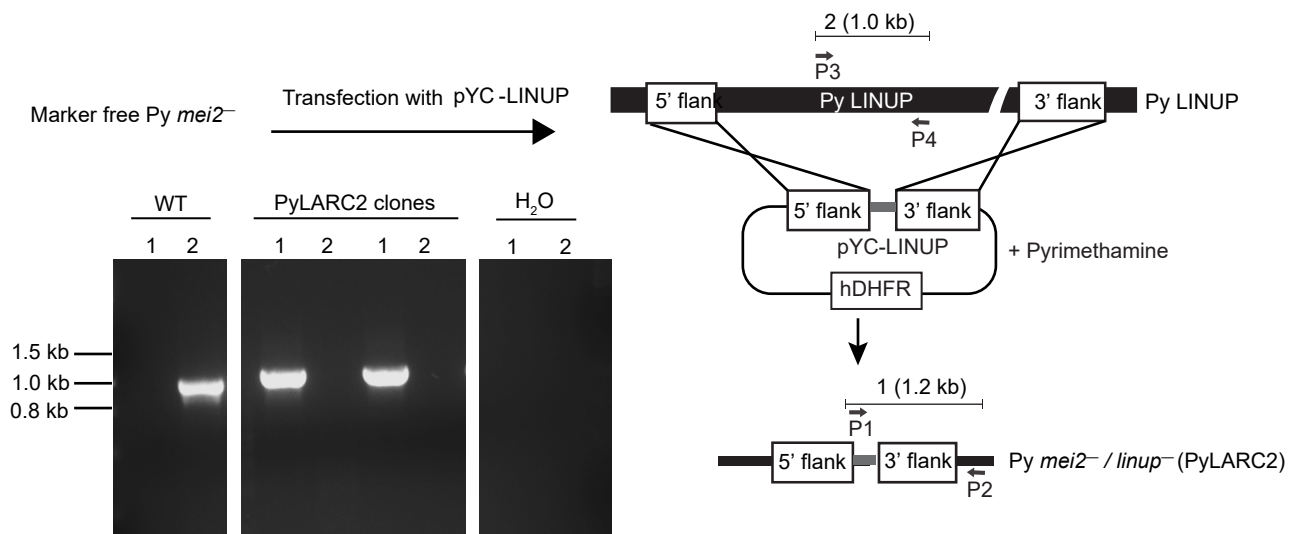 2 (1.0 kb)
P3
Marker free Py mei2—
Transfection with pYC -LINUP
5’ flank
Py LINUP
3’ flank
Py LINUP
P4
WT
PyLARC2 clones
H2O
1 2
1 2 1 2
1 2
5’ flank
3’ flank
pYC-LINUP
+ Pyrimethamine
hDHFR
1.5 kb
1.0 kb
0.8 kb
1 (1.2 kb)
P1
5’ flank
3’ flank
Py mei2— / linup— (PyLARC2)
P2